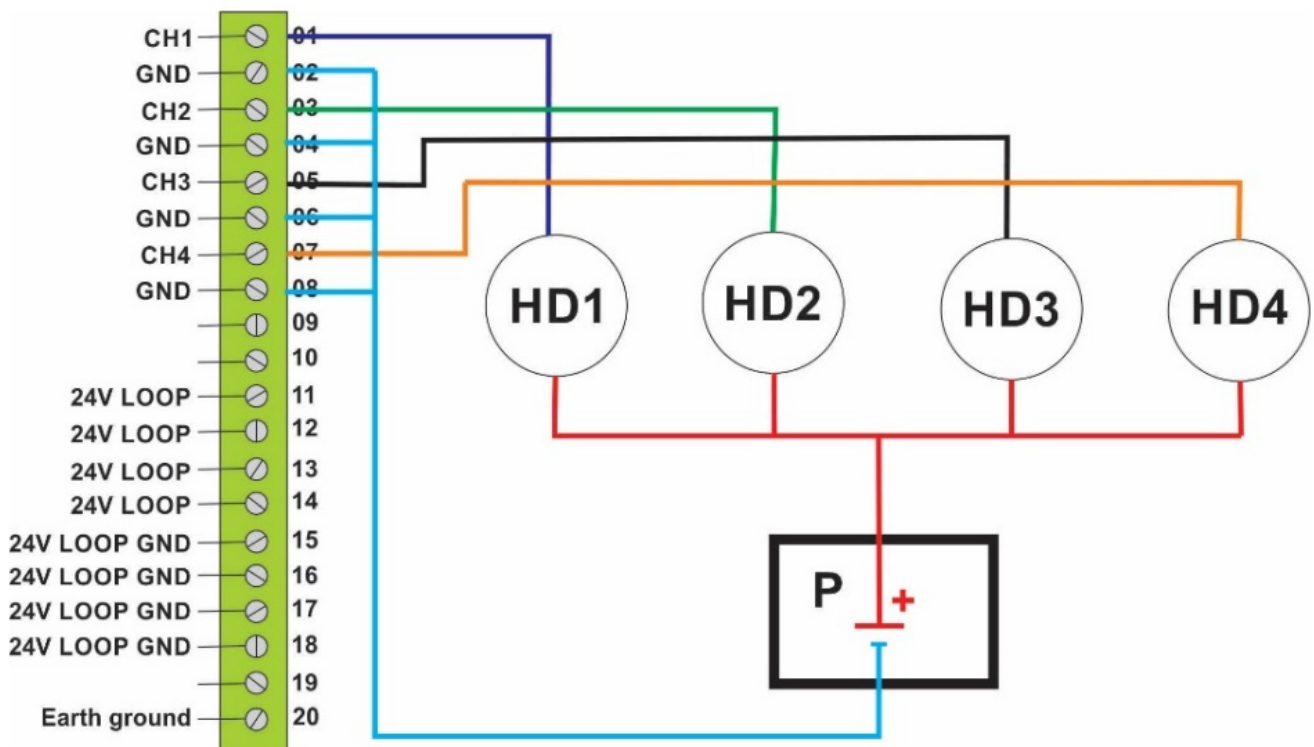 CH1 01
GND 02
CH2 03
GND 04
CH3 05
GND 06
CH4 07
GND 08
09
10
24V LOOP 11
24V LOOP 12
24V LOOP 13
24V LOOP 14
24V LOOP GND 15
24V LOOP GND 16
24V LOOP GND 17
24V LOOP GND 18
19
Earth ground 20
HD1
HD2
HD3
HD4
P +